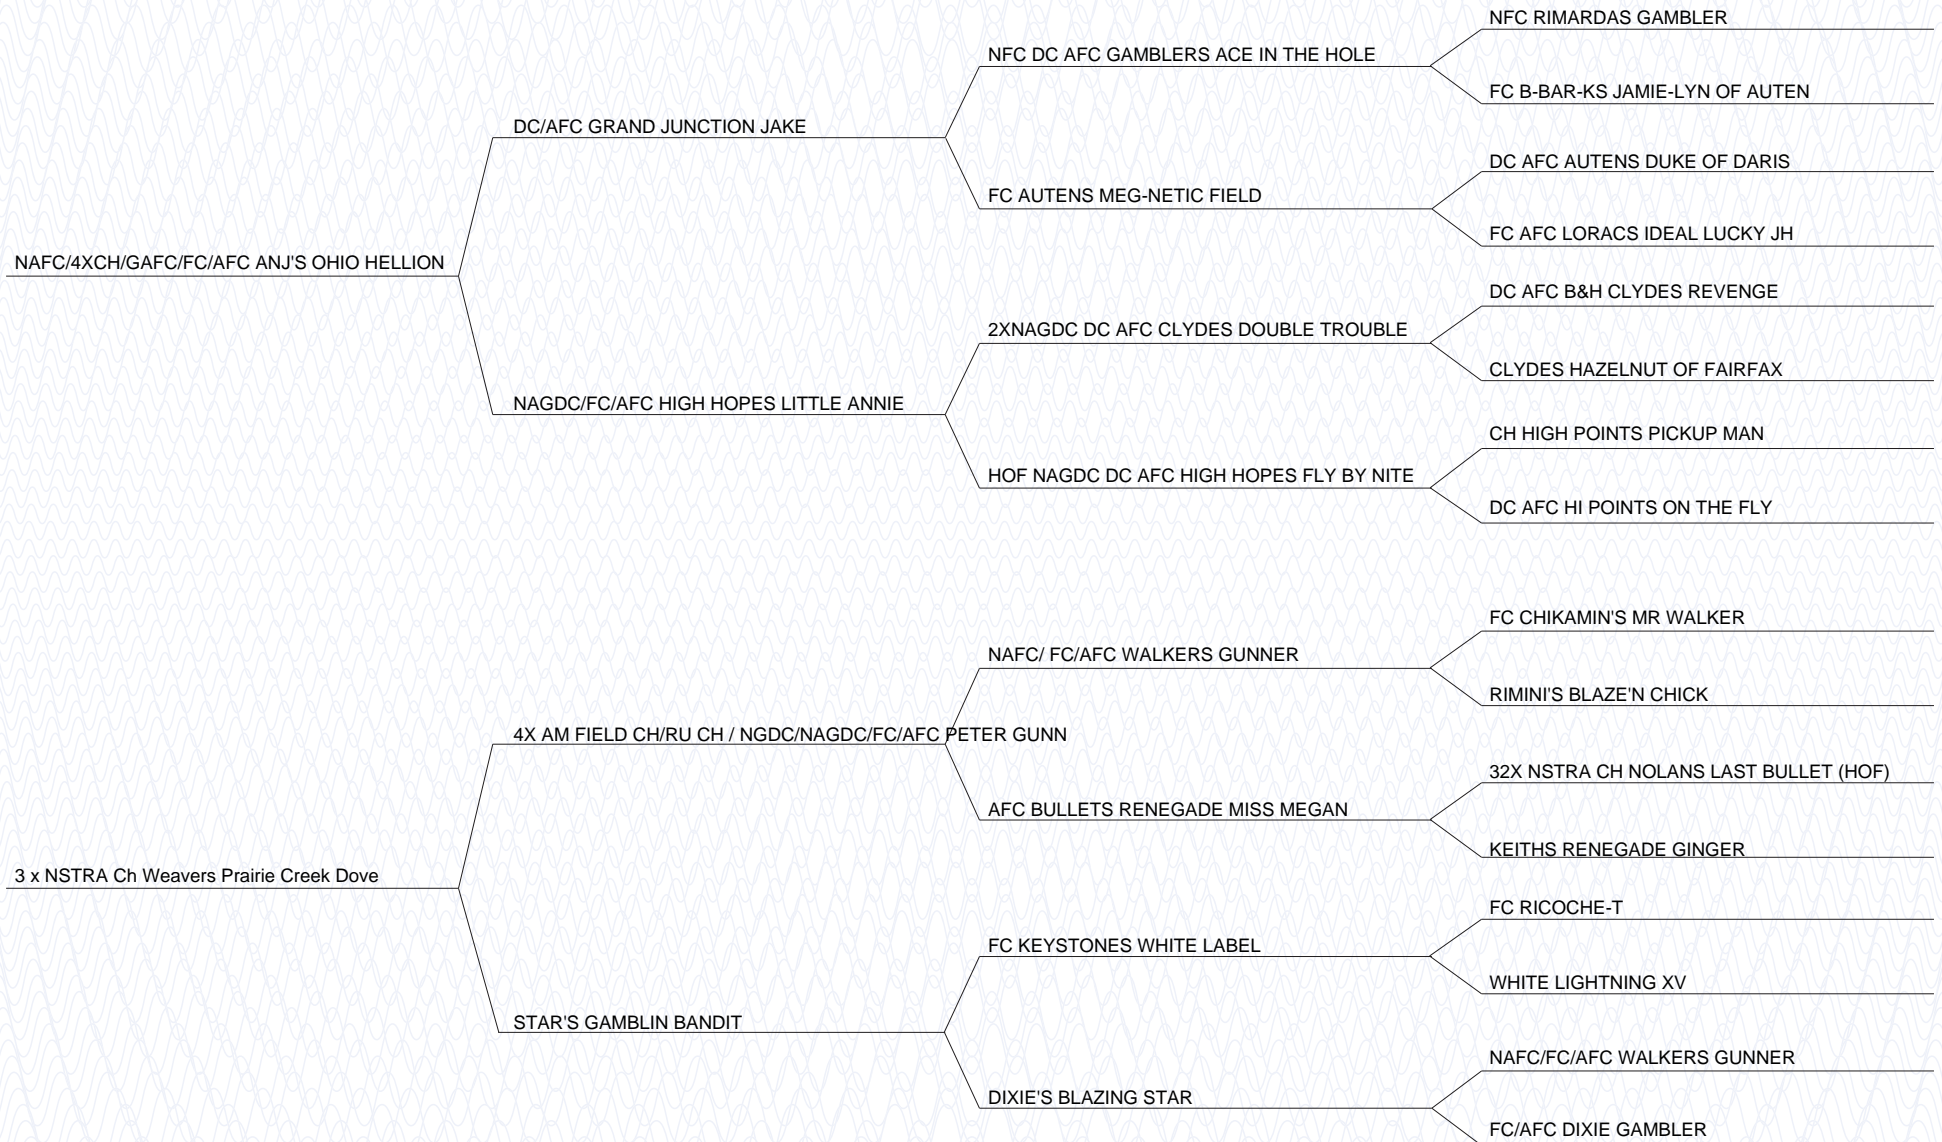 NFC RIMARDAS GAMBLER
NFC DC AFC GAMBLERS ACE IN THE HOLE
FC B-BAR-KS JAMIE-LYN OF AUTEN
DC/AFC GRAND JUNCTION JAKE
DC AFC AUTENS DUKE OF DARIS
FC AUTENS MEG-NETIC FIELD
FC AFC LORACS IDEAL LUCKY JH
NAFC/4XCH/GAFC/FC/AFC ANJ'S OHIO HELLION
DC AFC B&H CLYDES REVENGE
2XNAGDC DC AFC CLYDES DOUBLE TROUBLE
CLYDES HAZELNUT OF FAIRFAX
NAGDC/FC/AFC HIGH HOPES LITTLE ANNIE
CH HIGH POINTS PICKUP MAN
HOF NAGDC DC AFC HIGH HOPES FLY BY NITE
DC AFC HI POINTS ON THE FLY
FC CHIKAMIN'S MR WALKER
NAFC/ FC/AFC WALKERS GUNNER
RIMINI'S BLAZE'N CHICK
4X AM FIELD CH/RU CH / NGDC/NAGDC/FC/AFC PETER GUNN
32X NSTRA CH NOLANS LAST BULLET (HOF)
AFC BULLETS RENEGADE MISS MEGAN
KEITHS RENEGADE GINGER
3 x NSTRA Ch Weavers Prairie Creek Dove
FC RICOCHE-T
FC KEYSTONES WHITE LABEL
WHITE LIGHTNING XV
STAR'S GAMBLIN BANDIT
NAFC/FC/AFC WALKERS GUNNER
DIXIE'S BLAZING STAR
FC/AFC DIXIE GAMBLER